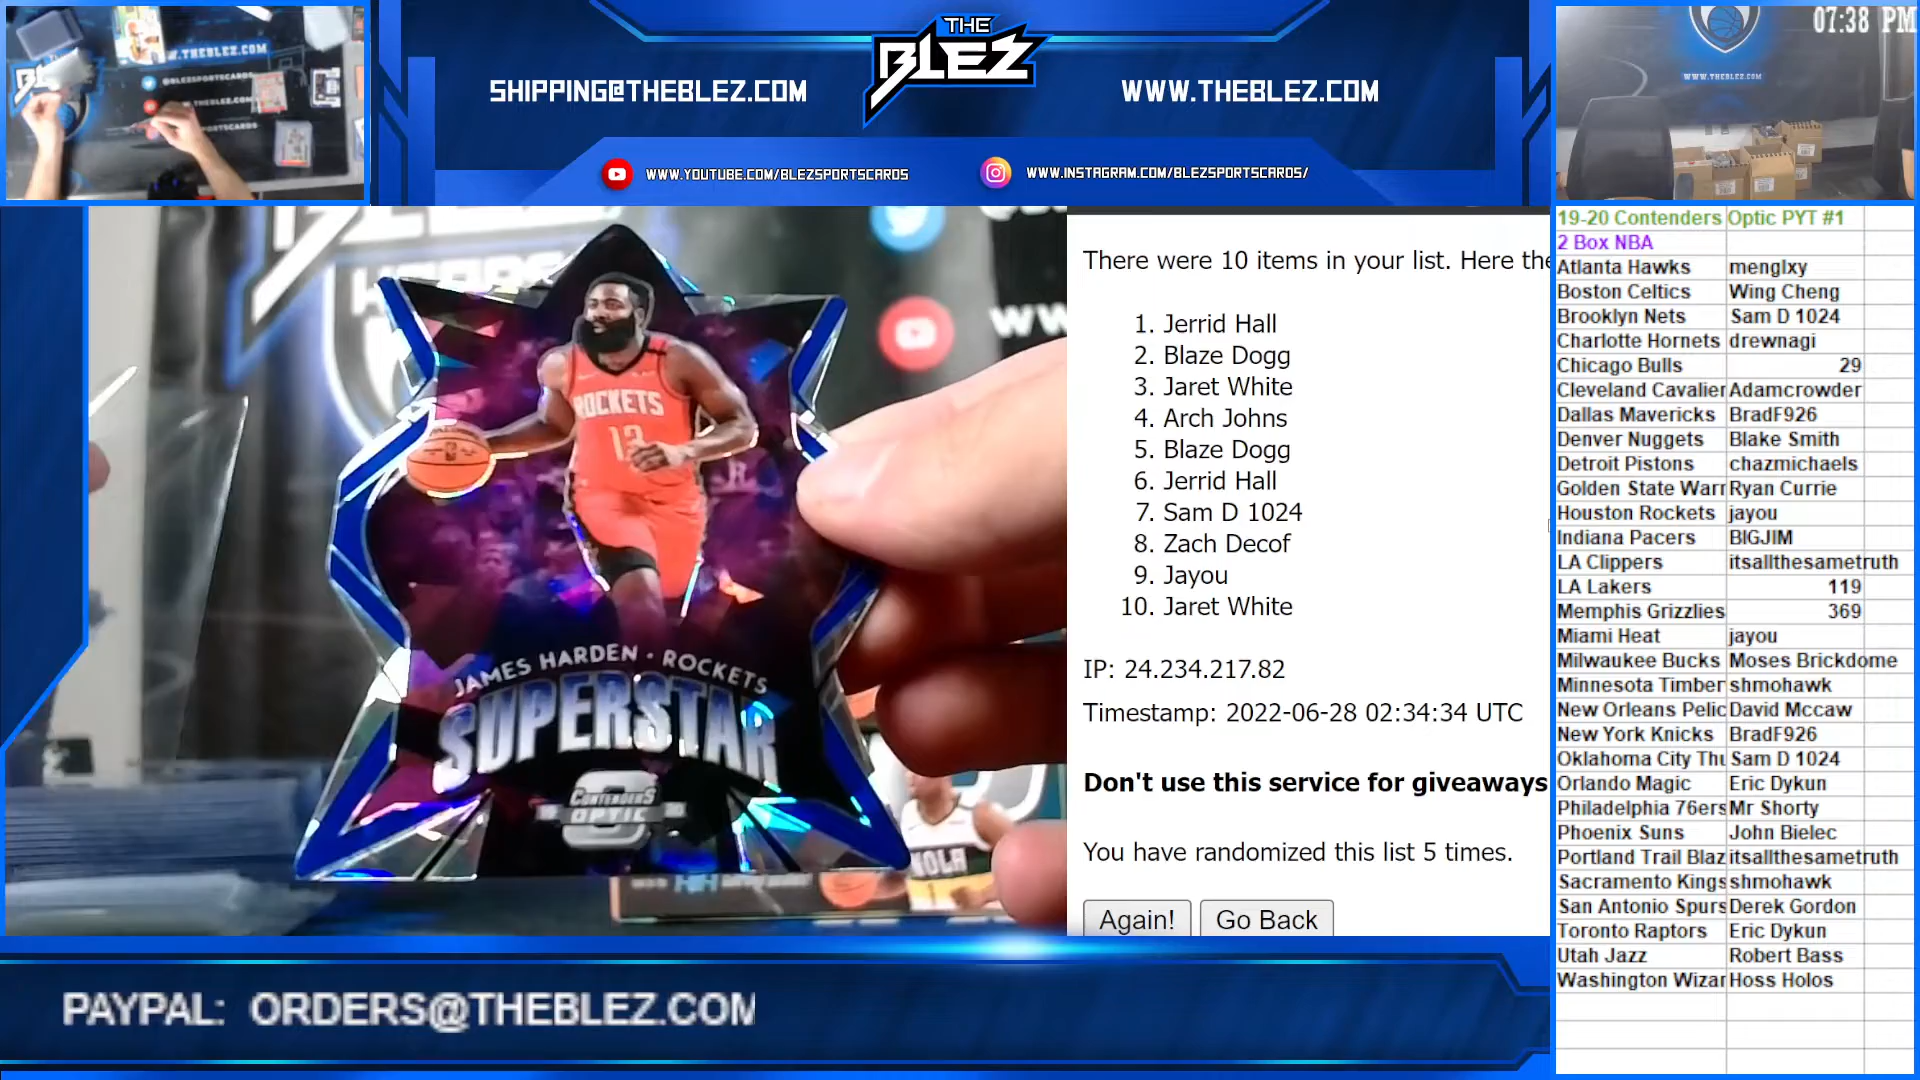 WWW.THEBLEZ.COM
@BLEZSPORTSCARDS
THE
BLEZ
SHIPPING@THEBLEZ.COM
WWW.THEBLEZ.COM
WWW.YOUTUBE.COM/BLEZSPORTSCARDS
WWW.INSTAGRAM.COM/BLEZSPORTSCARDS/
07:38 PM
WWW.THEBLEZ.COM
ROCKETS
13
JAMES HARDEN · ROCKETS
SUPERSTAR
CONTENDERS
OPTIC
NOLA
There were 10 items in your list. Here the
1. Jerrid Hall
2. Blaze Dogg
3. Jaret White
4. Arch Johns
5. Blaze Dogg
6. Jerrid Hall
7. Sam D 1024
8. Zach Decof
9. Jayou
10. Jaret White
IP: 24.234.217.82
Timestamp: 2022-06-28 02:34:34 UTC
Don't use this service for giveaways
You have randomized this list 5 times.
Again! Go Back
19-20 Contenders Optic PYT #1
2 Box NBA
Atlanta Hawks menglxy
Boston Celtics Wing Cheng
Brooklyn Nets Sam D 1024
Charlotte Hornets drewnagi
Chicago Bulls 29
Cleveland Cavalier Adamcrowder
Dallas Mavericks BradF926
Denver Nuggets Blake Smith
Detroit Pistons chazmichaels
Golden State Warr Ryan Currie
Houston Rockets jayou
Indiana Pacers BIGJIM
LA Clippers itsallthesametruth
LA Lakers 119
Memphis Grizzlies 369
Miami Heat jayou
Milwaukee Bucks Moses Brickdome
Minnesota Timber shmohawk
New Orleans Pelic David Mccaw
New York Knicks BradF926
Oklahoma City Thu Sam D 1024
Orlando Magic Eric Dykun
Philadelphia 76ers Mr Shorty
Phoenix Suns John Bielec
Portland Trail Blaz itsallthesametruth
Sacramento Kings shmohawk
San Antonio Spurs Derek Gordon
Toronto Raptors Eric Dykun
Utah Jazz Robert Bass
Washington Wizar Hoss Holos
PAYPAL: ORDERS@THEBLEZ.COM